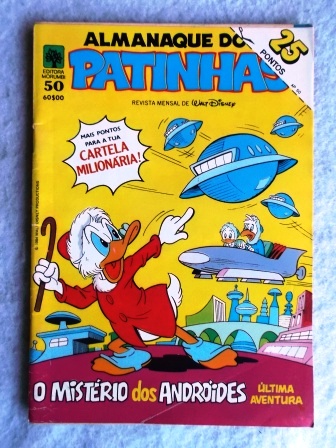 ALMANAQUE DO
PATINHAS
REVISTA MENSAL DE WALT DISNEY
25
PONTOS
EDITORA
MORUMBI
50
60$00
MAIS PONTOS
PARA A TUA
CARTELA
MILIONÁRIA!
O MISTÉRIO dos ANDRÓIDES
ÚLTIMA
AVENTURA